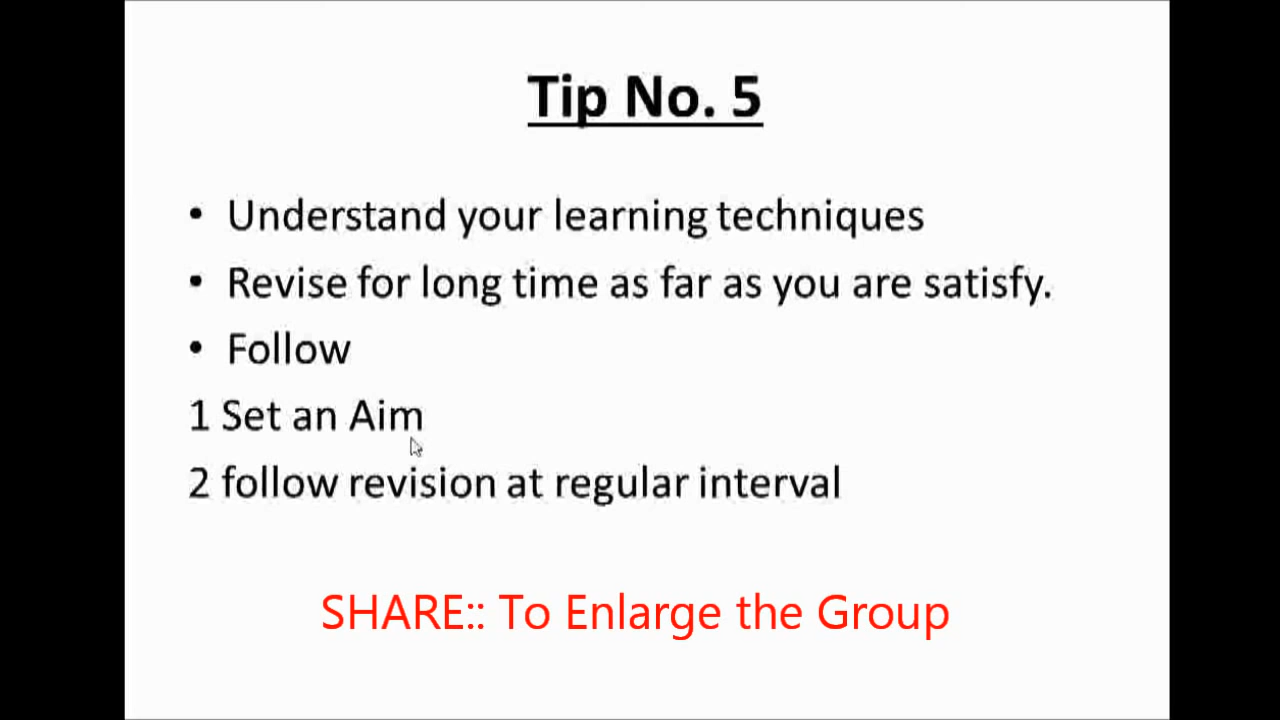 Tip No. 5
• Understand your learning techniques
• Revise for long time as far as you are satisfy.
• Follow
1 Set an Aim
2 follow revision at regular interval
SHARE:: To Enlarge the Group